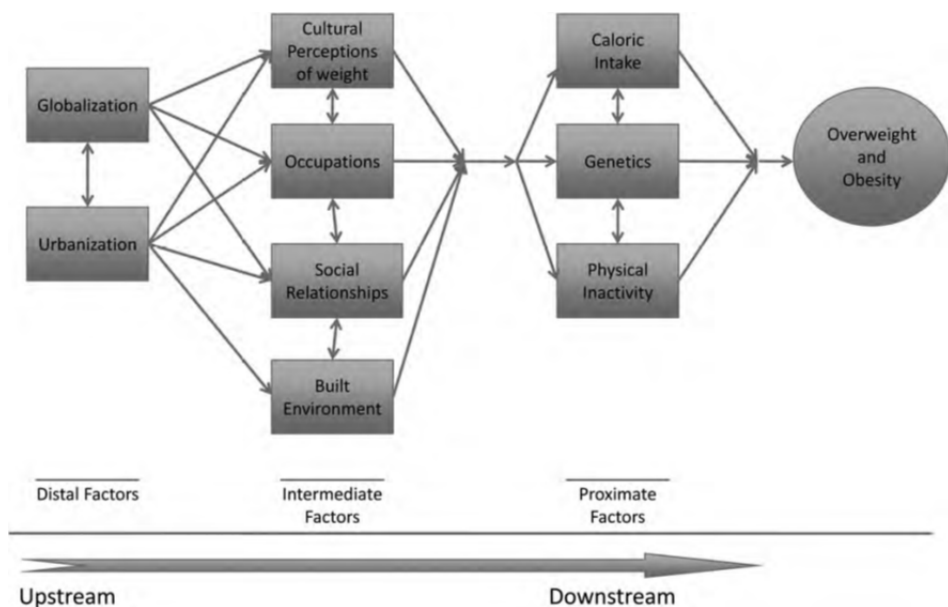 Globalization
Urbanization
Cultural
Perceptions
of weight
Occupations
Social
Relationships
Built
Environment
Caloric
Intake
Genetics
Physical
Inactivity
Overweight
and
Obesity
Distal Factors
Intermediate
Factors
Proximate
Factors
Upstream
Downstream